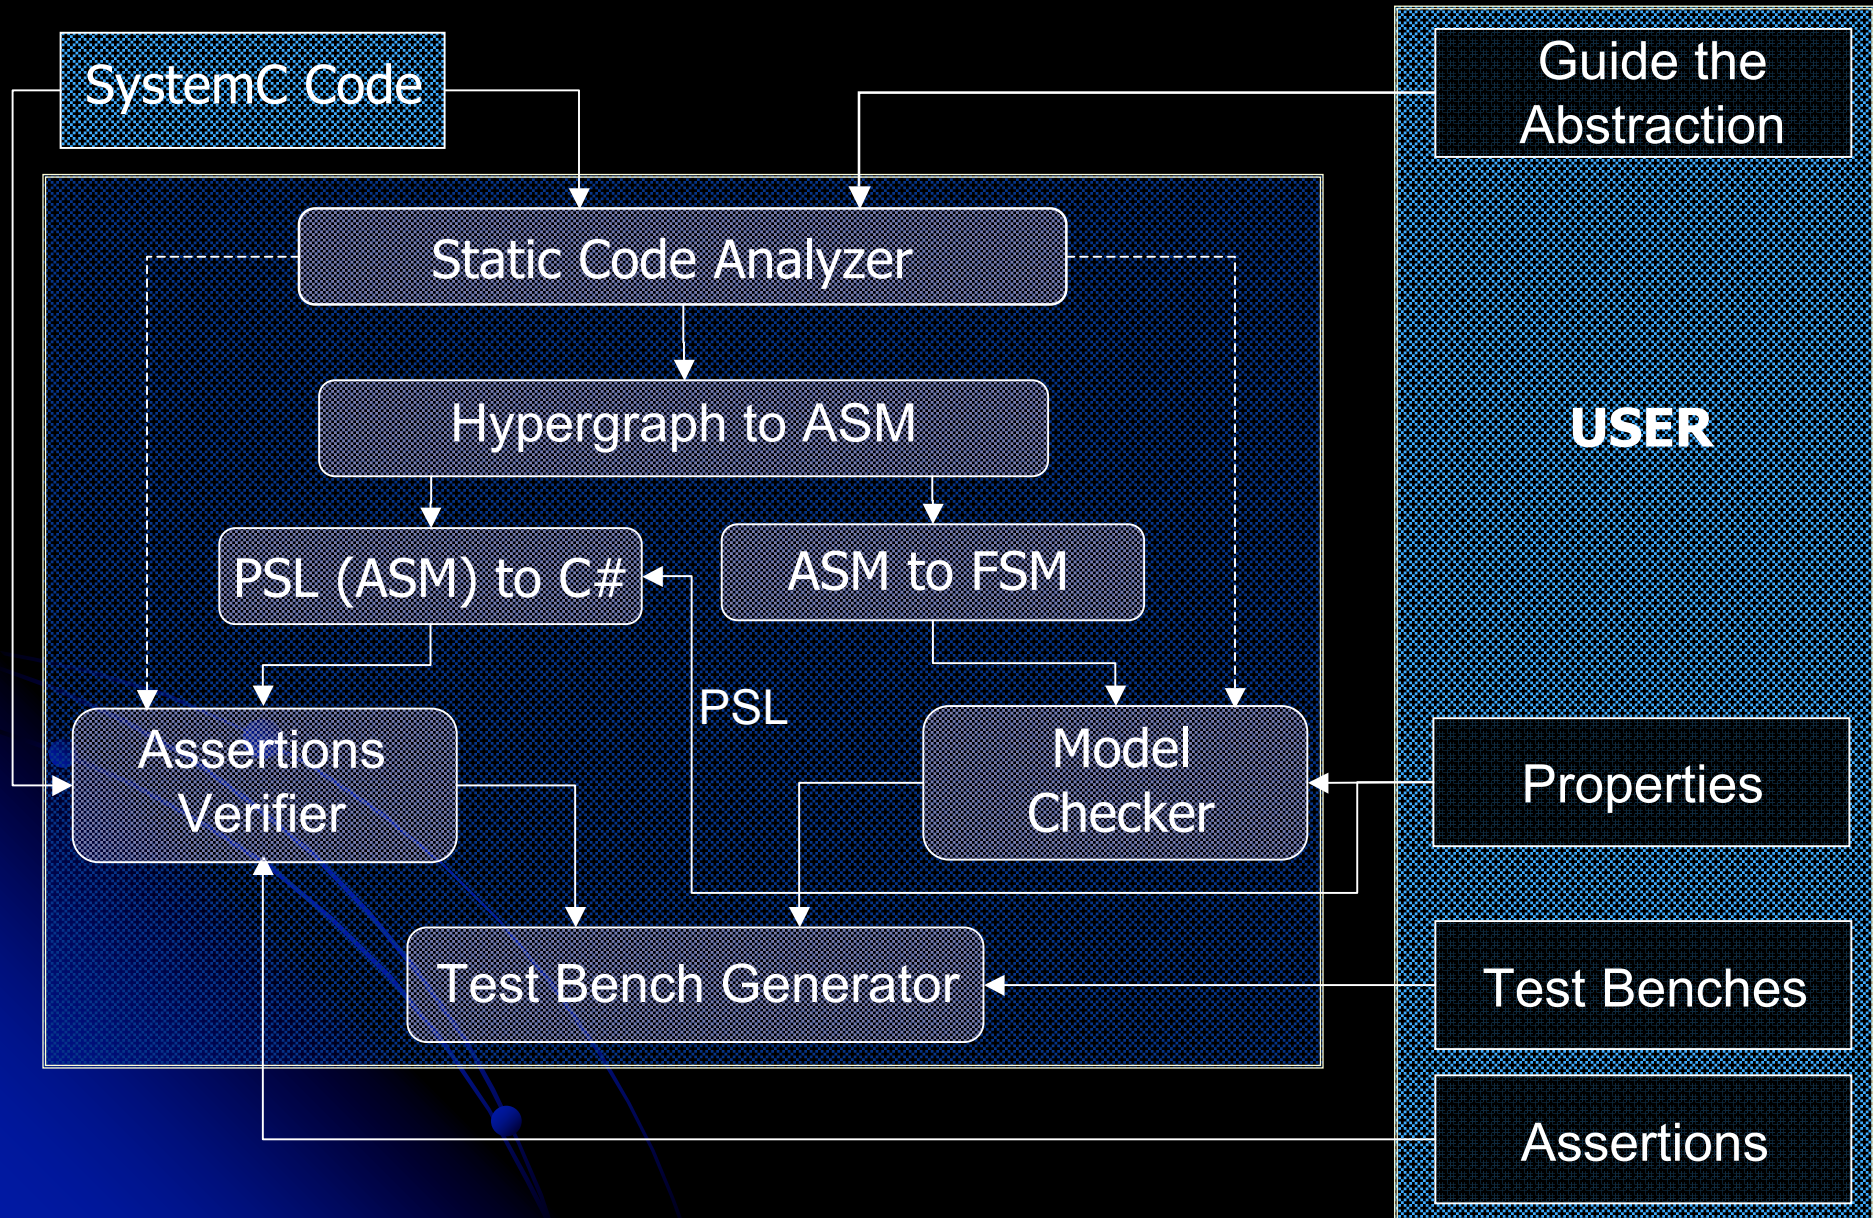 SystemC Code
Guide the
Abstraction
Static Code Analyzer
Hypergraph to ASM
USER
PSL (ASM) to C#
ASM to FSM
PSL
Assertions
Verifier
Model
Checker
Properties
Test Bench Generator
Test Benches
Assertions